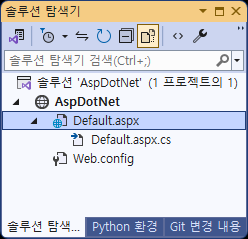 솔루션 탐색기
솔루션 탐색기 검색(Ctrl+;)
솔루션 'AspDotNet' (1 프로젝트의 1)
AspDotNet
Default.aspx
Default.aspx.cs
Web.config
솔루션 탐색... Python 환경 Git 변경 내용